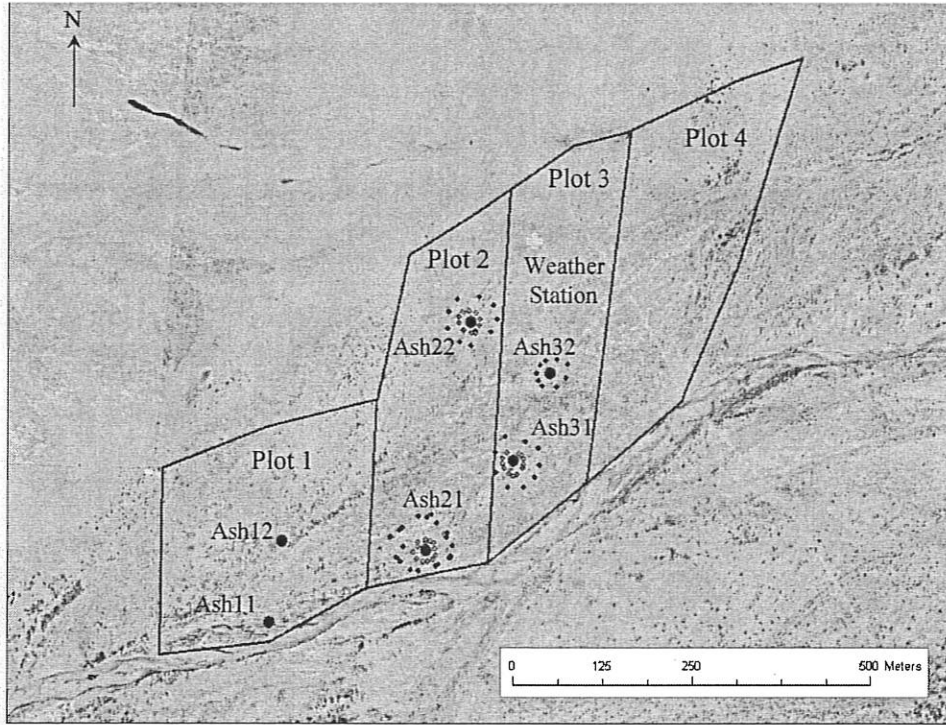 N
Plot 4
Plot 3
Plot 2
Weather
Station
Ash22
Ash32
Ash31
Plot 1
Ash21
Ash12
Ash11
0 125 250 500 Meters